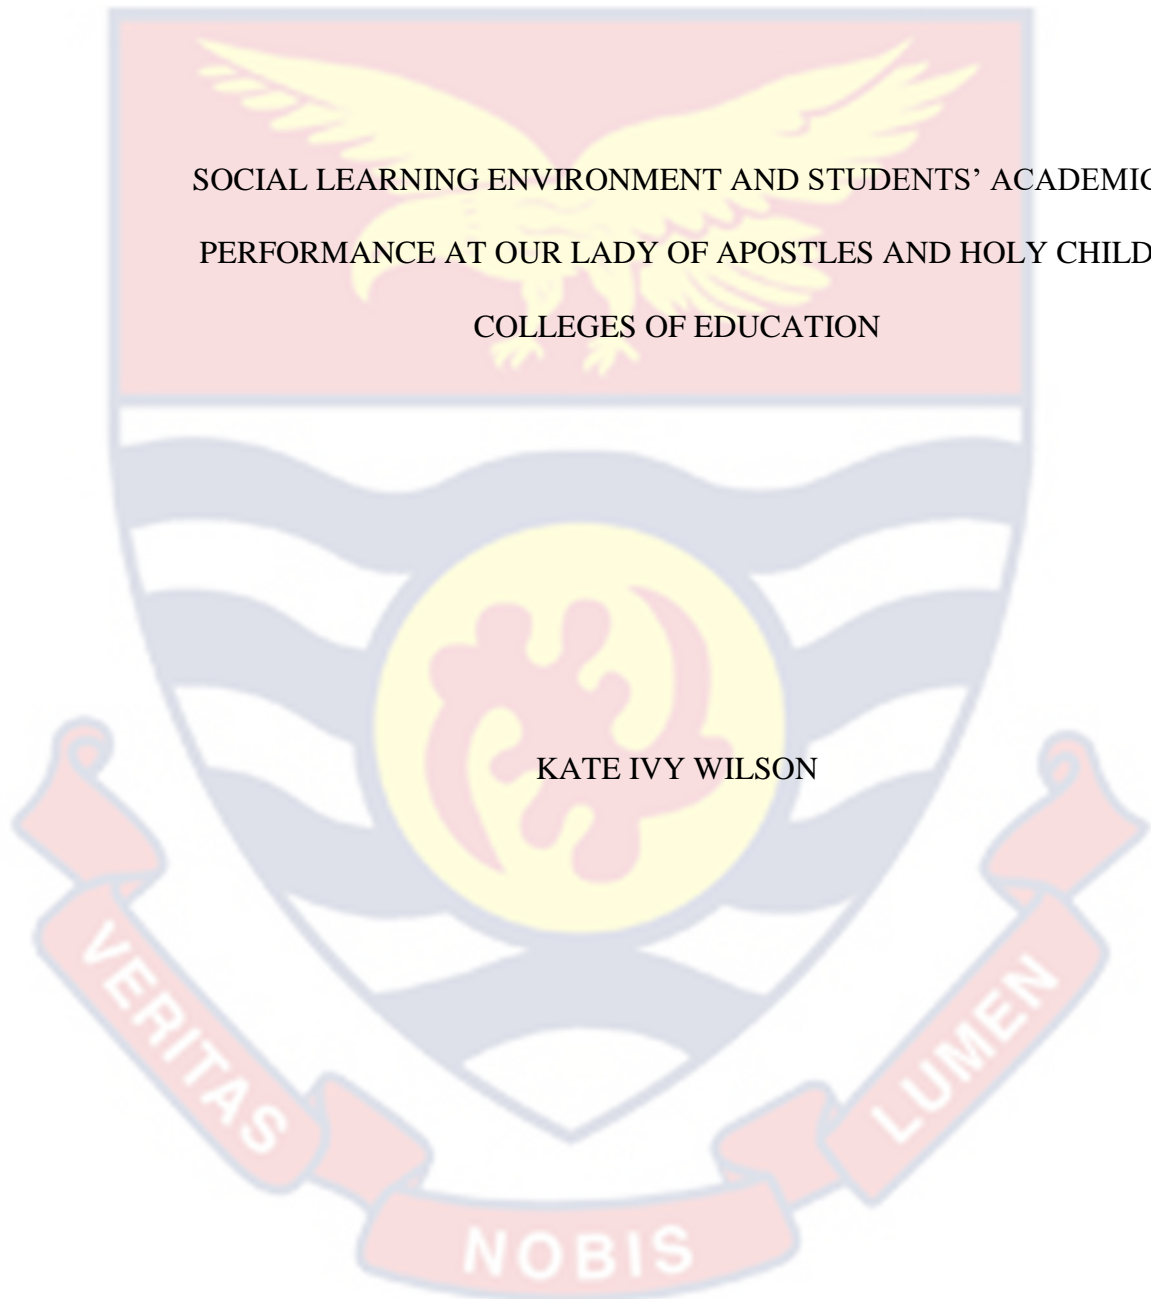 SOCIAL LEARNING ENVIRONMENT AND STUDENTS’ ACADEMIC
PERFORMANCE AT OUR LADY OF APOSTLES AND HOLY CHILD
COLLEGES OF EDUCATION
KATE IVY WILSON
VERITAS
NOBIS
LUMEN